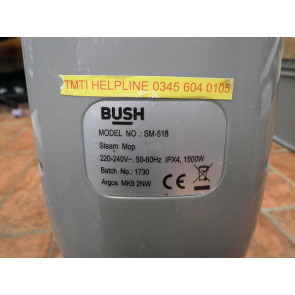 TMTI HELPLINE 0345 604 0105
BUSH
MODEL NO.: SM-518
Steam Mop
220-240V~, 50-60Hz IPX4, 1500W
Batch No.: 1730
Argos MK9 2NW
CE